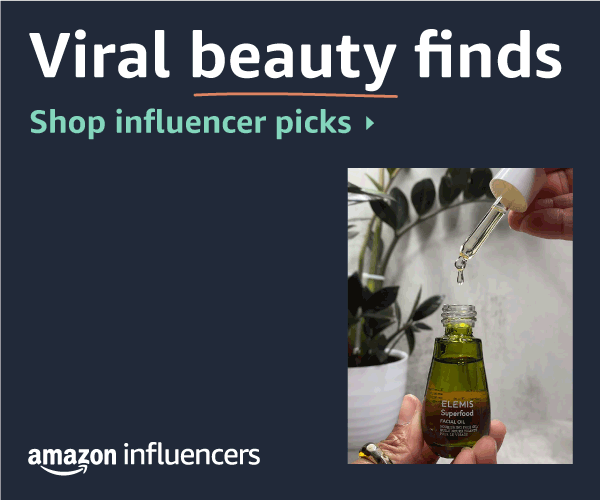 Viral beauty finds
Shop influencer picks
ELEMIS
Superfood
FACIAL OIL
amazon influencers